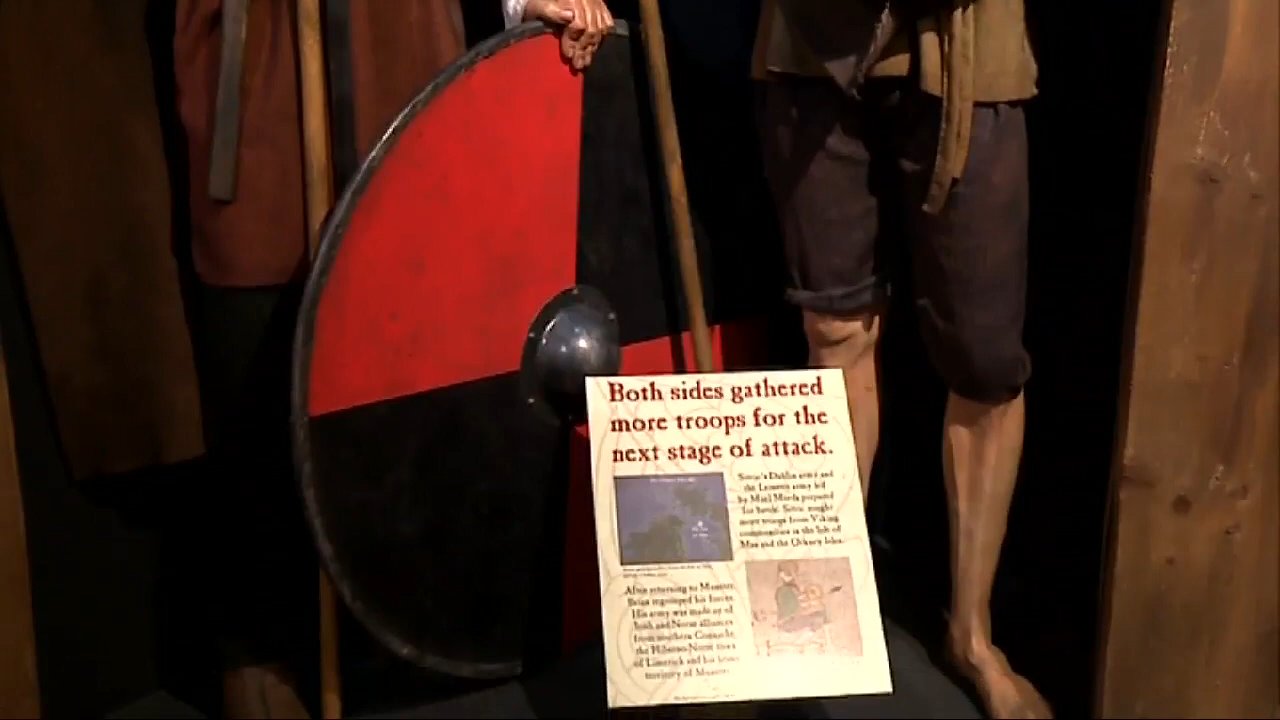 Both sides gathered
more troops for the
next stage of attack.
Sitric's Dublin army and
the Leinster army led
by Máel Morda prepared
for battle. Sitric sought
more troops from Viking
communities in the Isle of
Man and the Orkney Isles.
After returning to Munster
Brian regrouped his forces
His army was made up of
Irish and Norse alliances
from southern Connacht,
the Hiberno-Norse town
of Limerick and his home
territory of Munster.